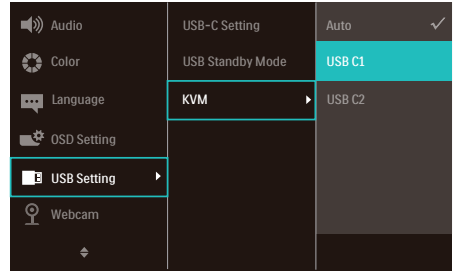 Audio
Color
Language
OSD Setting
USB Setting
Webcam
USB-C Setting
USB Standby Mode
KVM
Auto
USB C1
USB C2